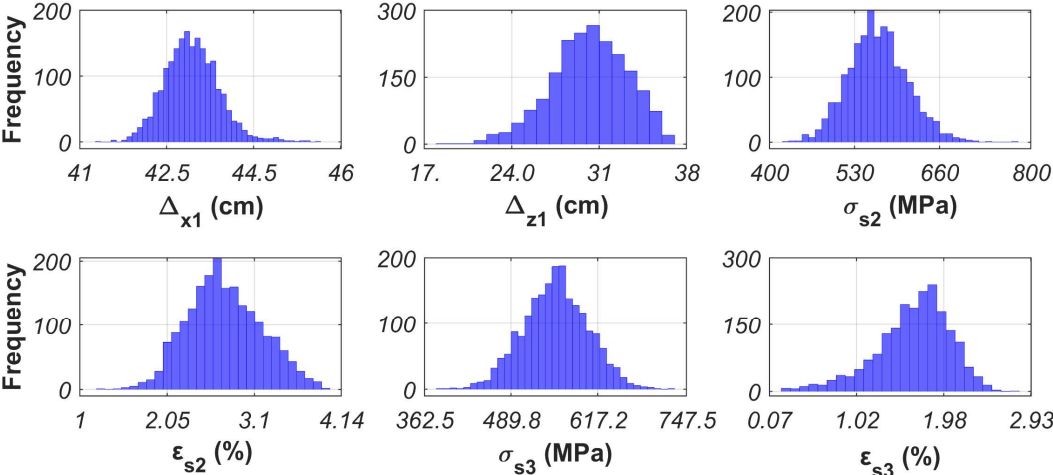 Frequency
200
100
0
41 42.5 44.5 46
Δx1 (cm)
300
150
0
17. 24.0 31 38
Δz1 (cm)
200
100
0
400 530 660 800
σs2 (MPa)
Frequency
200
100
0
1 2.05 3.1 4.14
εs2 (%)
200
100
0
362.5 489.8 617.2 747.5
σs3 (MPa)
300
150
0
0.07 1.02 1.98 2.93
εs3 (%)